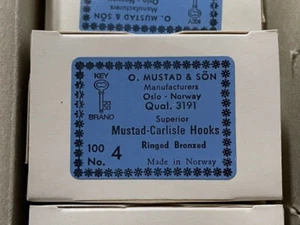 O. MUSTAD & SÖN
Manufacturers
Oslo - Norway
Qual. 3191
KEY
BRAND
Superior
Mustad-Carlisle Hooks
Ringed Bronzed
100
No. 4
Made in Norway